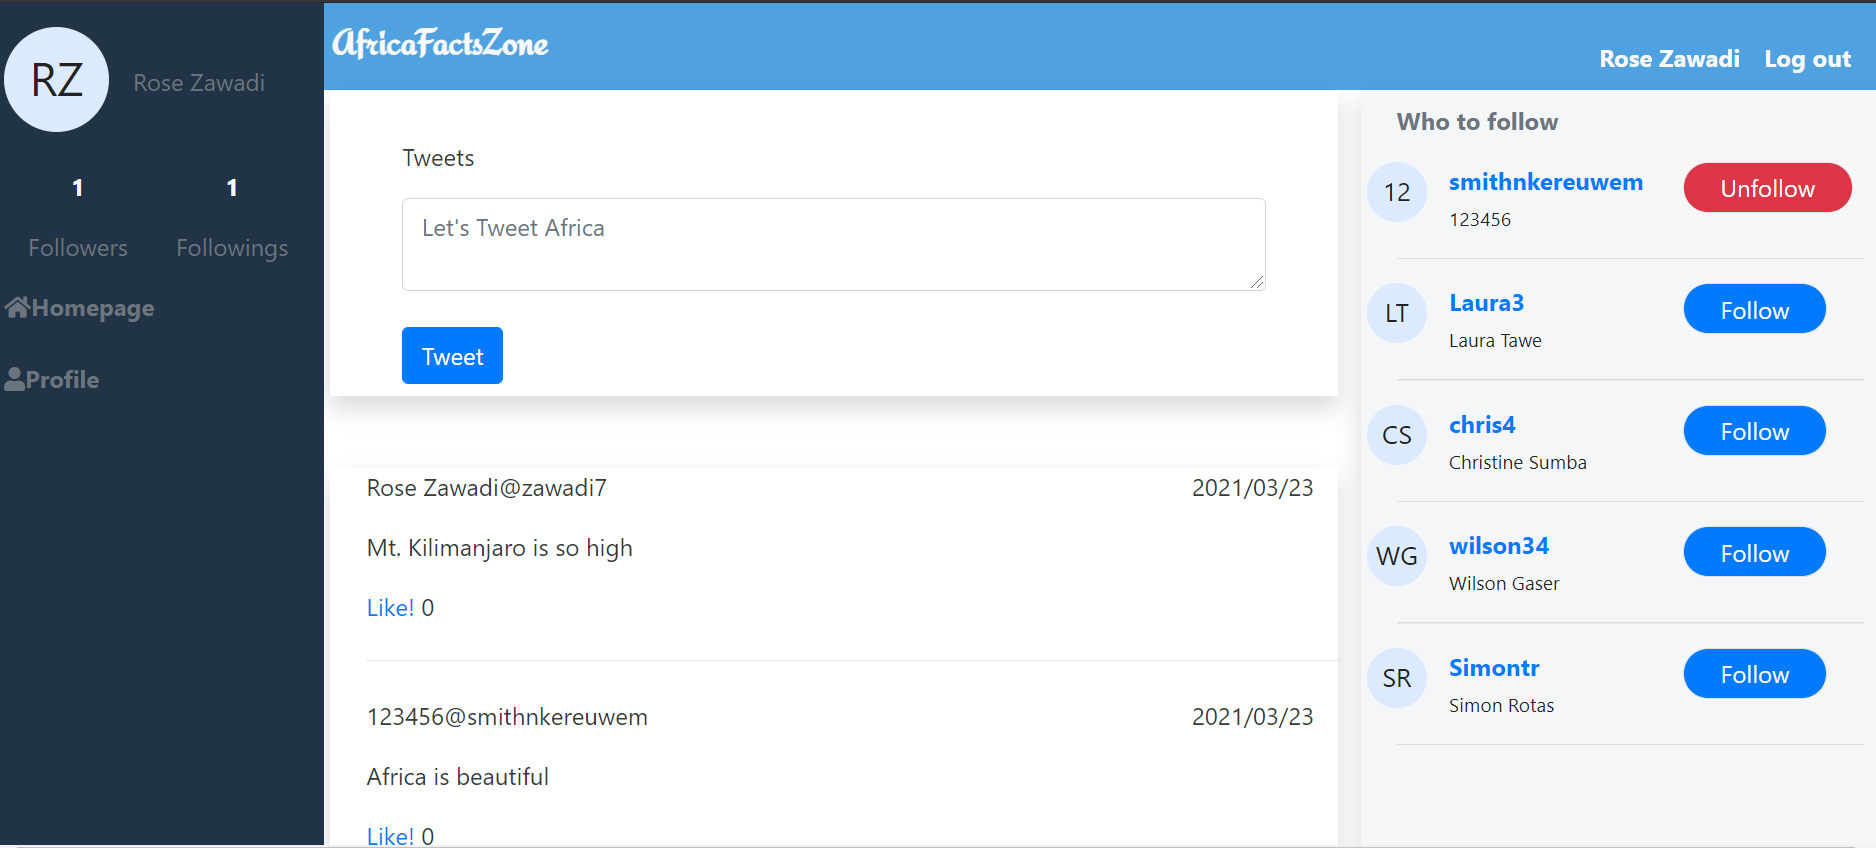 RZ
Rose Zawadi
1 1
Followers Followings
Homepage
Profile
AfricaFactsZone
Rose Zawadi Log out
Tweets
Let's Tweet Africa
Tweet
Rose Zawadi@zawadi7 2021/03/23
Mt. Kilimanjaro is so high
Like! 0
123456@smithnkereuwem 2021/03/23
Africa is beautiful
Like! 0
Who to follow
12 smithnkereuwem Unfollow
123456
LT Laura3 Follow
Laura Tawe
CS chris4 Follow
Christine Sumba
WG wilson34 Follow
Wilson Gaser
SR Simontr Follow
Simon Rotas